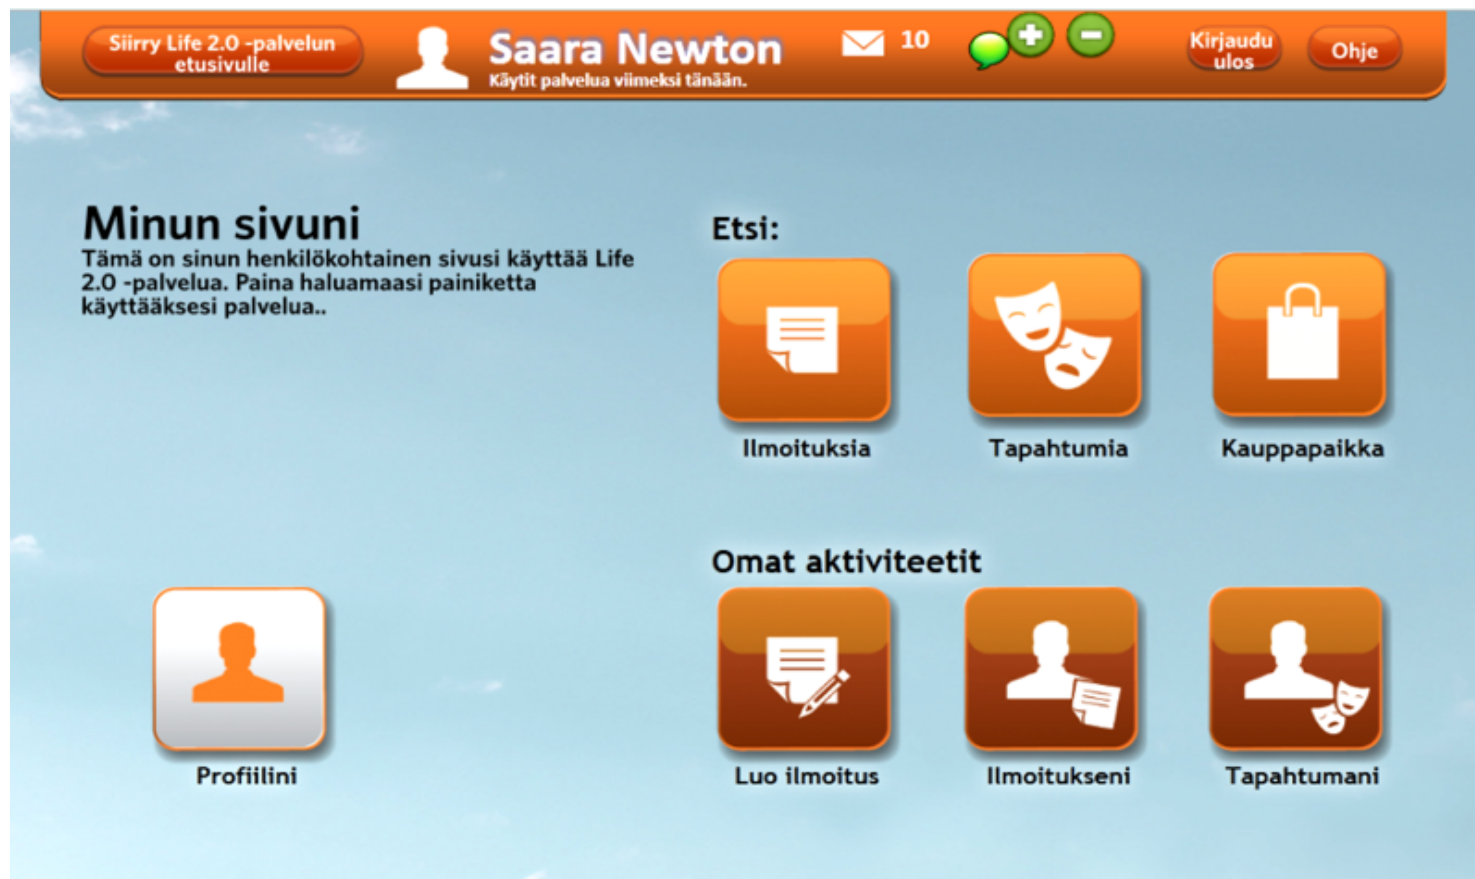 Siirry Life 2.0 -palvelun
etusivulle
Saara Newton
Käytit palvelua viimeksi tänään.
10
Kirjaudu
ulos
Ohje
Minun sivuni
Tämä on sinun henkilökohtainen sivusi käyttää Life
2.0 -palvelua. Paina haluamaasi painiketta
käyttääksesi palvelua..
Etsi:
Ilmoituksia
Tapahtumia
Kauppapaikka
Omat aktiviteetit
Profiilini
Luo ilmoitus
Ilmoitukseni
Tapahtumani